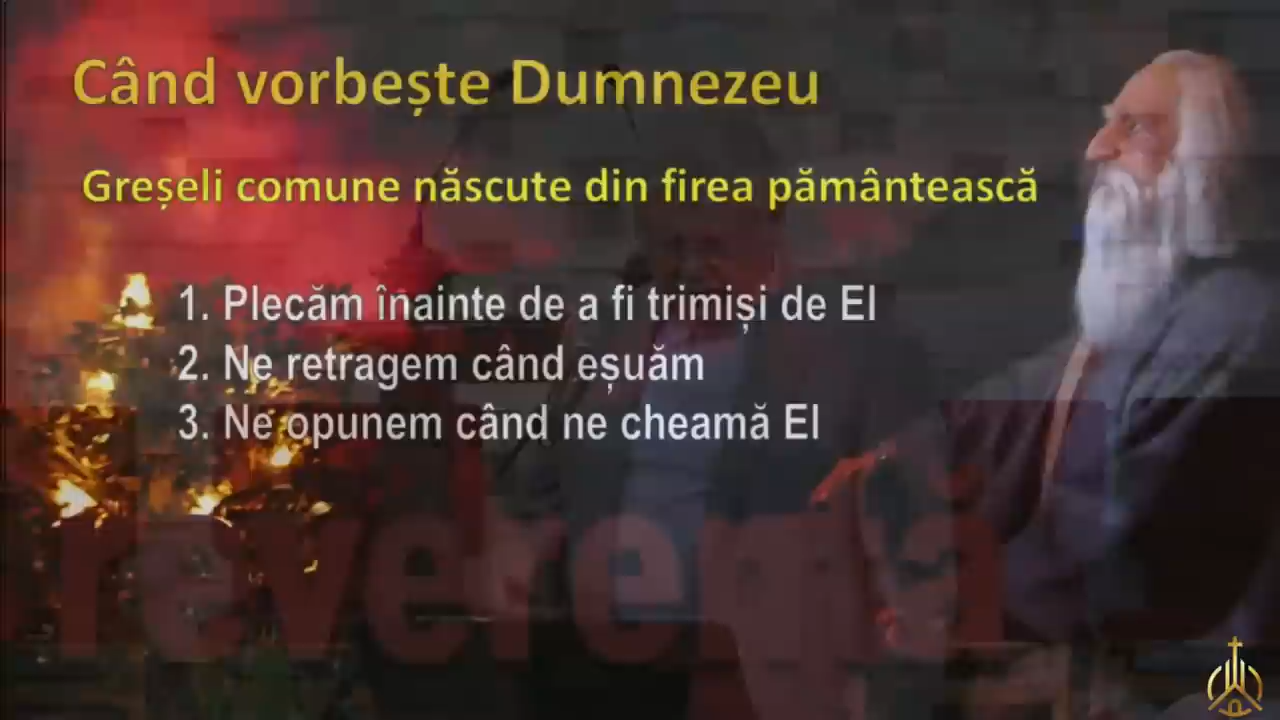 Când vorbește Dumnezeu
Greșeli comune născute din firea pământească
1. Plecăm înainte de a fi trimiși de El
2. Ne retragem când eșuăm
3. Ne opunem când ne cheamă El
reverență